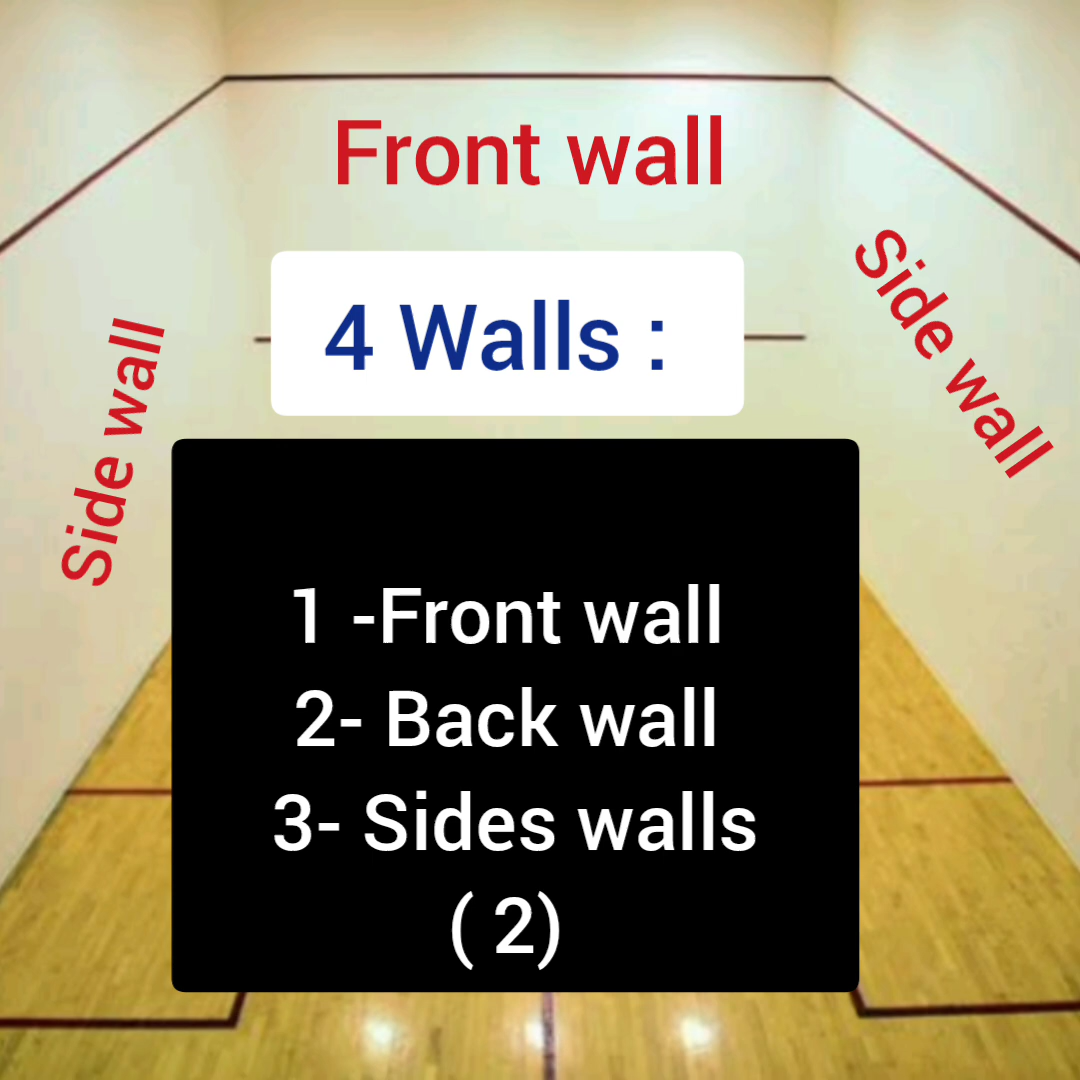 Front wall
Side wall
Side wall
4 Walls :
1 -Front wall
2- Back wall
3- Sides walls
( 2)